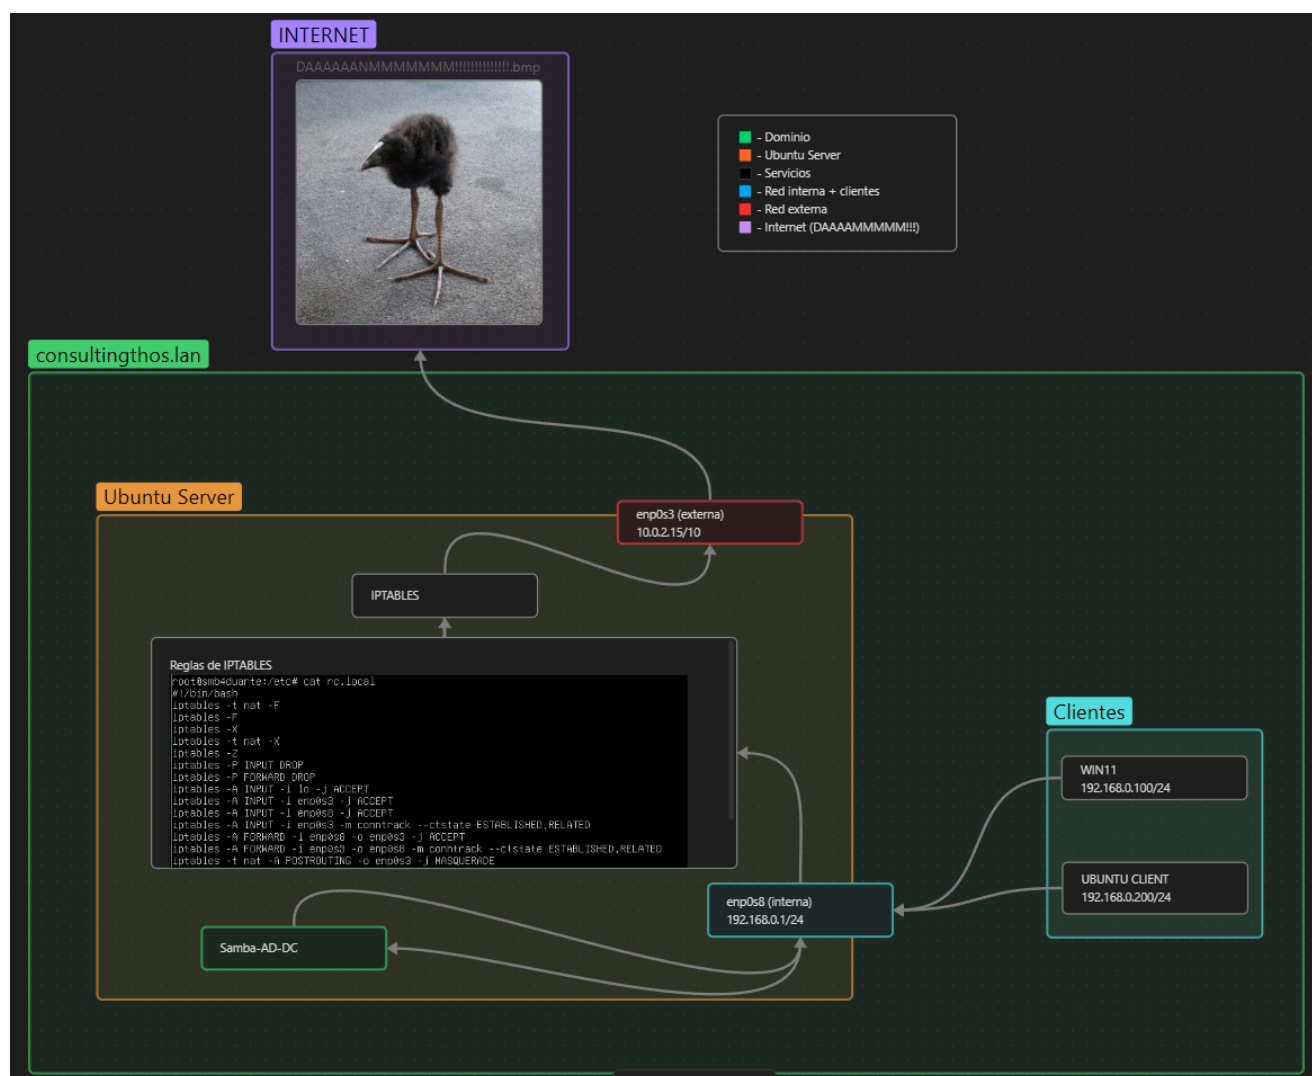 INTERNET
DAAAAAANMMMMMMM!!!!!!!!!!!!!!.bmp
- Dominio
- Ubuntu Server
- Servicios
- Red interna + clientes
- Red externa
- Internet (DAAAAMMMMM!!!)
consultingthos.lan
Ubuntu Server
enp0s3 (externa)
10.0.2.15/10
IPTABLES
Reglas de IPTABLES
root@smb4duarte:/etc# cat rc.local
#!/bin/bash
iptables -t nat -F
iptables -F
iptables -X
iptables -t nat -X
iptables -Z
iptables -P INPUT DROP
iptables -P FORWARD DROP
iptables -A INPUT -i lo -j ACCEPT
iptables -A INPUT -i enp0s3 -j ACCEPT
iptables -A INPUT -i enp0s8 -j ACCEPT
iptables -A INPUT -i enp0s3 -m conntrack --ctstate ESTABLISHED,RELATED
iptables -A FORWARD -i enp0s8 -o enp0s3 -j ACCEPT
iptables -A FORWARD -i enp0s3 -o enp0s8 -m conntrack --ctstate ESTABLISHED,RELATED
iptables -t nat -A POSTROUTING -o enp0s3 -j MASQUERADE
Clientes
WIN11
192.168.0.100/24
UBUNTU CLIENT
192.168.0.200/24
enp0s8 (interna)
192.168.0.1/24
Samba-AD-DC